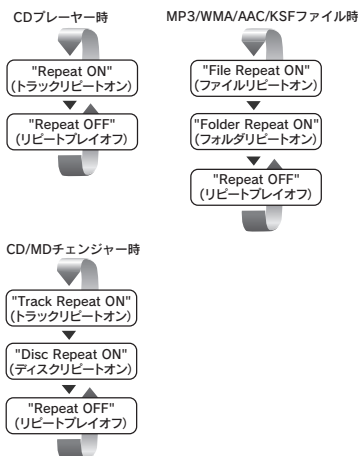 CDプレーヤー時
"Repeat ON"
(トラックリピートオン)
"Repeat OFF"
(リピートプレイオフ)
MP3/WMA/AAC/KSFファイル時
"File Repeat ON"
(ファイルリピートオン)
"Folder Repeat ON"
(フォルダリピートオン)
"Repeat OFF"
(リピートプレイオフ)
CD/MDチェンジャー時
"Track Repeat ON"
(トラックリピートオン)
"Disc Repeat ON"
(ディスクリピートオン)
"Repeat OFF"
(リピートプレイオフ)